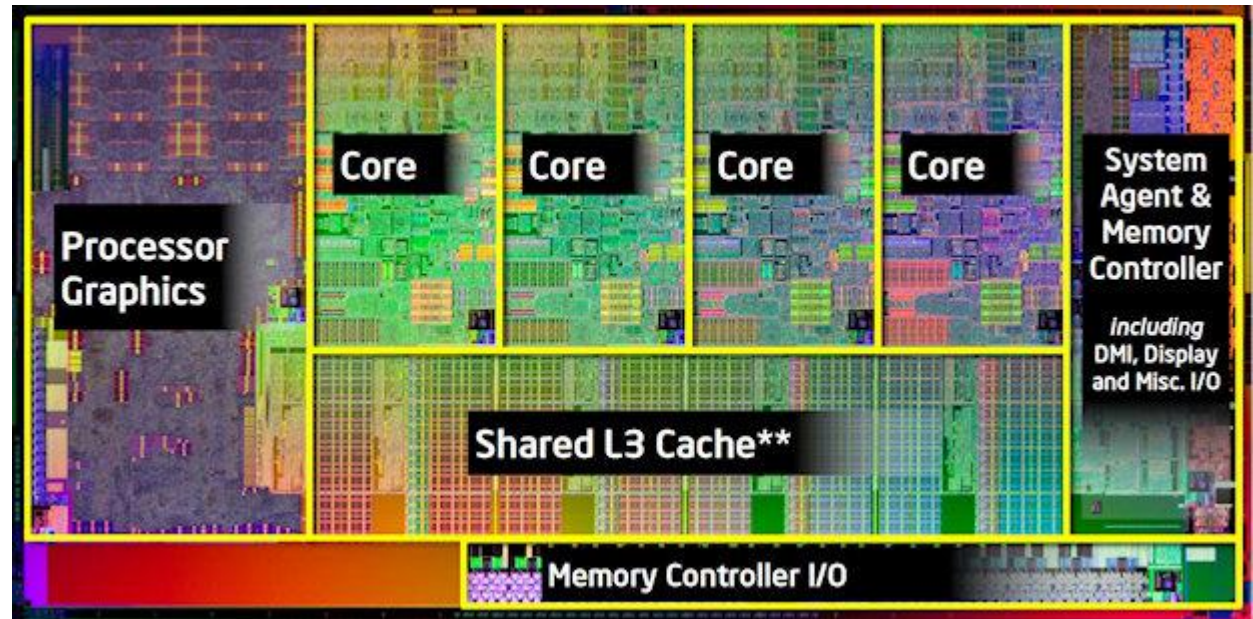 Processor
Graphics
Core
Core
Core
Core
System
Agent &
Memory
Controller
including
DMI, Display
and Misc. I/O
Shared L3 Cache**
Memory Controller I/O